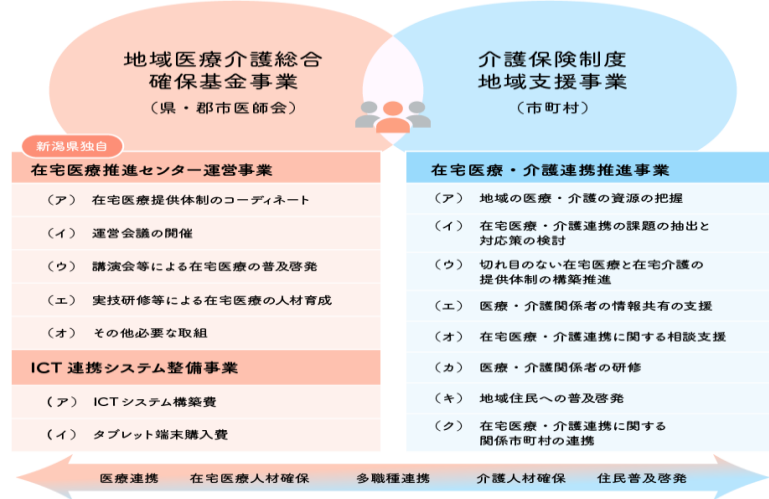 地域医療介護総合
確保基金事業
（県・郡市医師会）
介護保険制度
地域支援事業
（市町村）
新潟県独自
在宅医療推進センター運営事業
（ア） 在宅医療提供体制のコーディネート
（イ） 運営会議の開催
（ウ） 講演会等による在宅医療の普及啓発
（エ） 実技研修等による在宅医療の人材育成
（オ） その他必要な取組
ICT 連携システム整備事業
（ア） ICTシステム構築費
（イ） タブレット端末購入費
在宅医療・介護連携推進事業
（ア） 地域の医療・介護の資源の把握
（イ） 在宅医療・介護連携の課題の抽出と
対応策の検討
（ウ） 切れ目のない在宅医療と在宅介護の
提供体制の構築推進
（エ） 医療・介護関係者の情報共有の支援
（オ） 在宅医療・介護連携に関する相談支援
（カ） 医療・介護関係者の研修
（キ） 地域住民への普及啓発
（ク） 在宅医療・介護連携に関する
関係市町村の連携
医療連携 在宅医療人材確保 多職種連携 介護人材確保 住民普及啓発